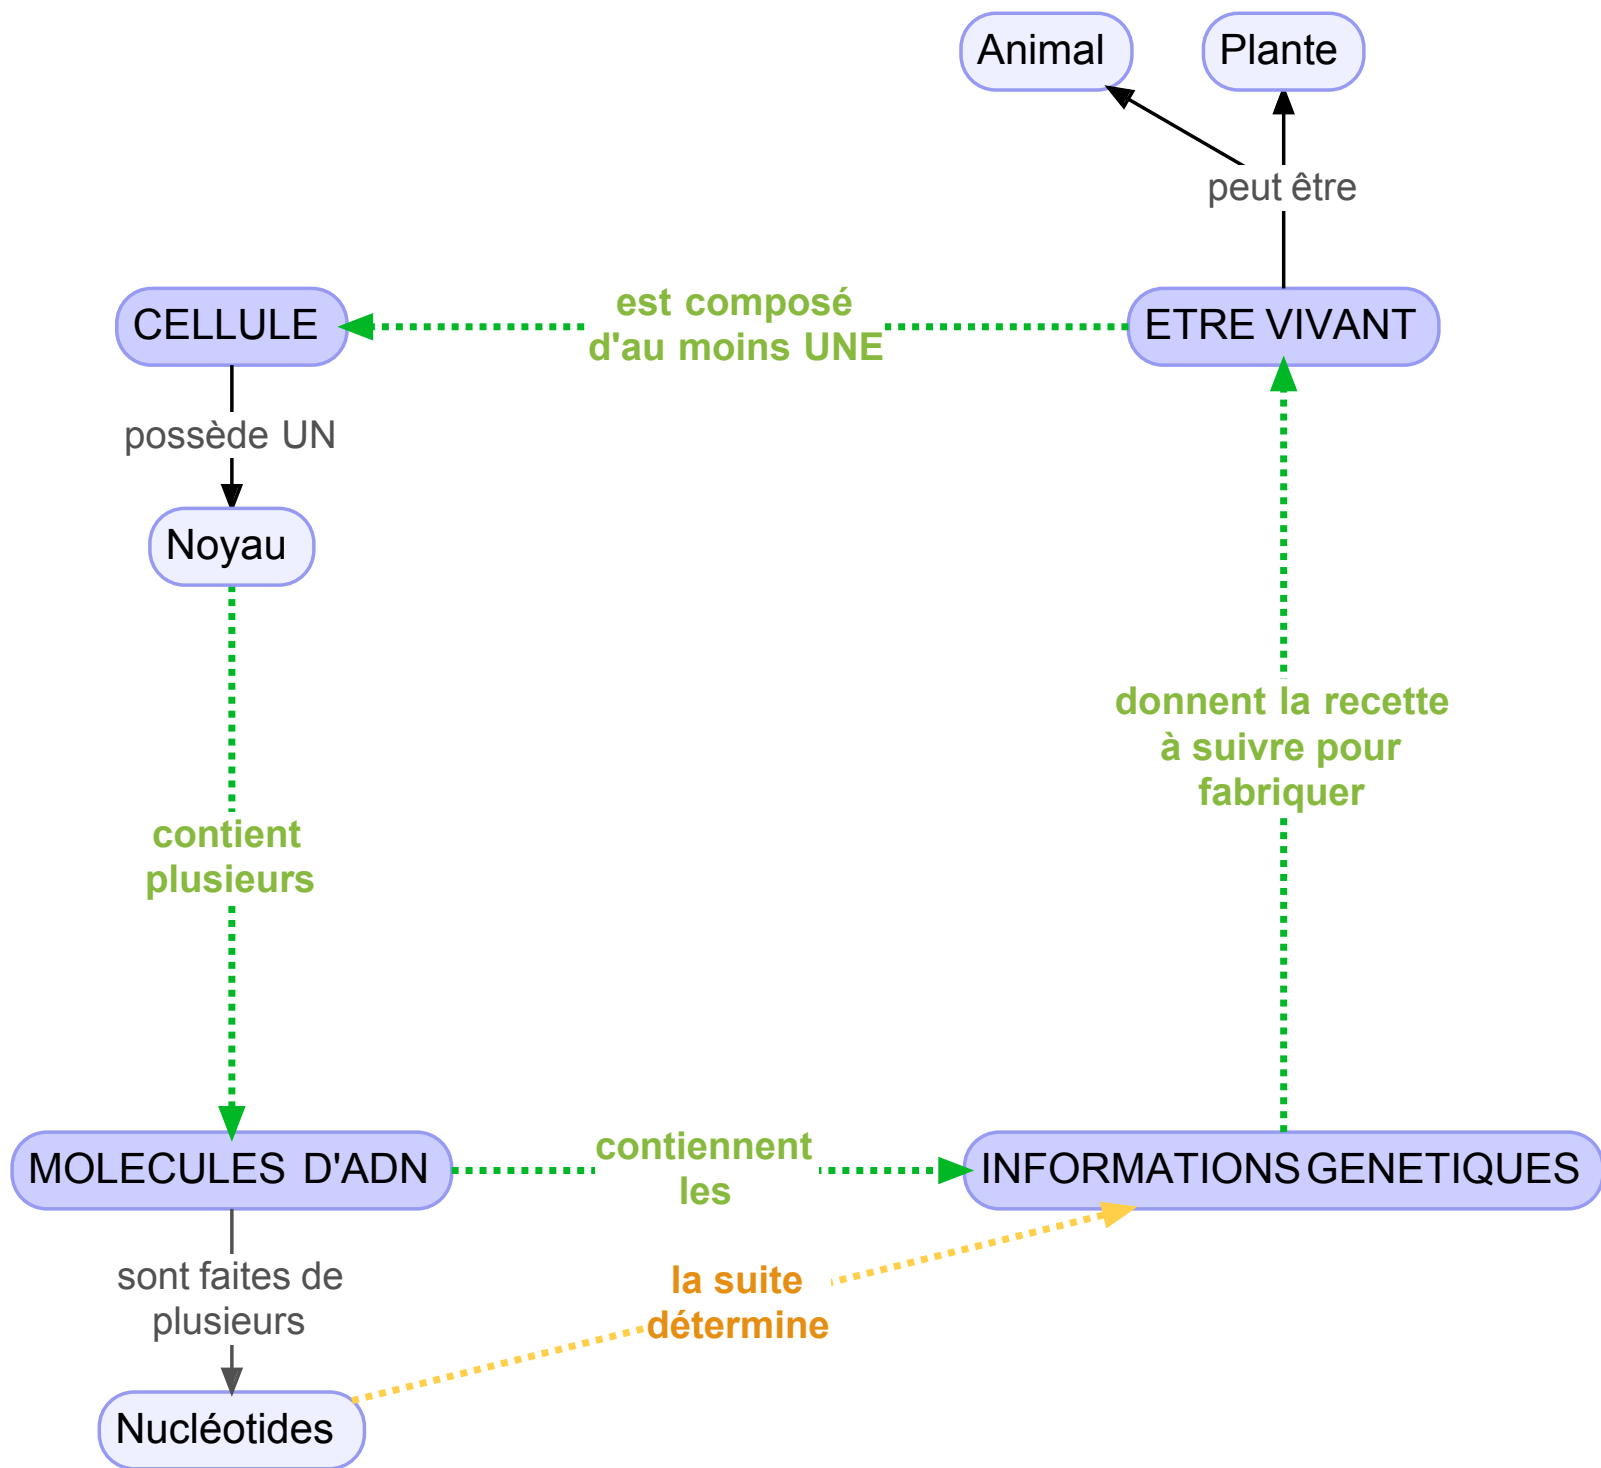 Animal
Plante
peut être
CELLULE
est composé
d'au moins UNE
ETRE VIVANT
possède UN
Noyau
donnent la recette
à suivre pour
fabriquer
contient
plusieurs
MOLECULES D'ADN
contiennent
les
INFORMATIONS GENETIQUES
sont faites de
plusieurs
la suite
détermine
Nucléotides